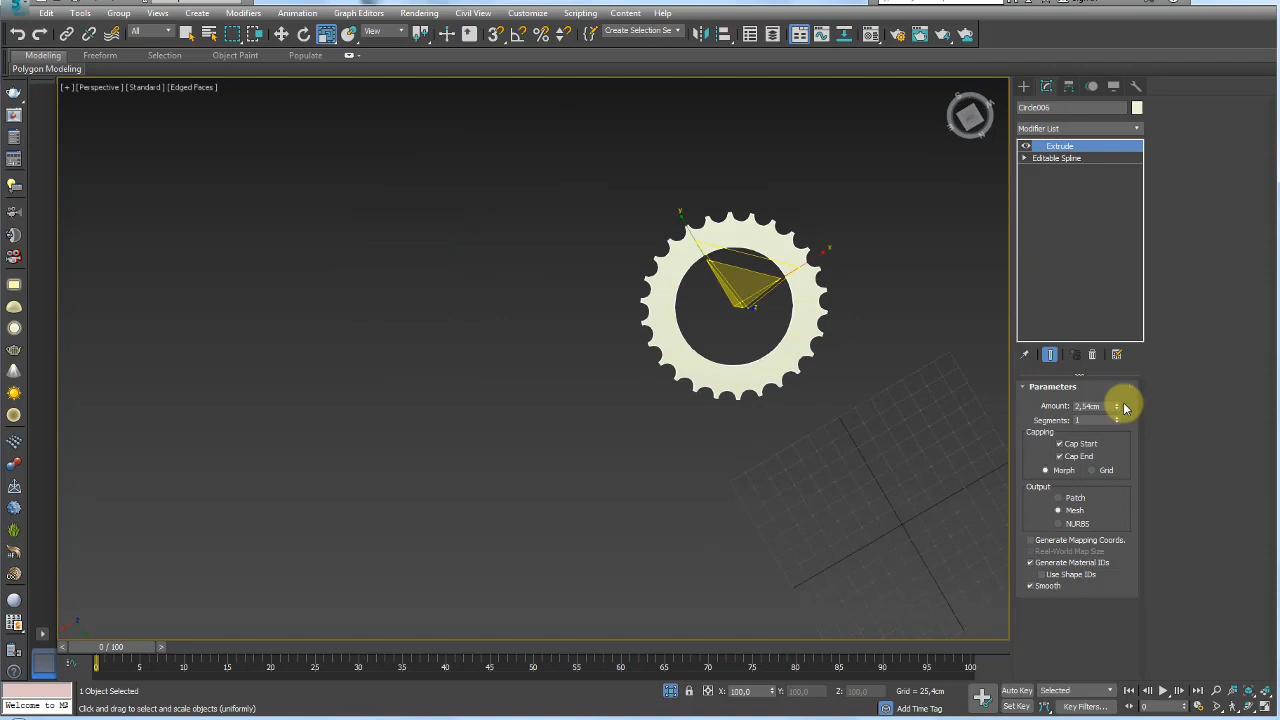 Edit Tools Group Views Create Modifiers Animation Graph Editors Rendering Civil View Customize Scripting Content Help
All View Create Selection Se
Modeling Freeform Selection Object Paint Populate
Polygon Modeling
[+] [Perspective] [Standard] [Edged Faces]
y
x
z
Circle006
Modifier List
Extrude
Editable Spline
Parameters
Amount: 2,54cm
Segments: 1
Capping
Cap Start
Cap End
Morph Grid
Output
Patch
Mesh
NURBS
Generate Mapping Coords.
Real-World Map Size
Generate Material IDs
Use Shape IDs
Smooth
< 0 / 100 >
0 5 10 15 20 25 30 35 40 45 50 55 60 65 70 75 80 85 90 95 100
1 Object Selected X: 100,0 Y: 100,0 Z: 100,0 Grid = 25,4cm Auto Key Selected
Welcome to MX Click and drag to select and scale objects (uniformly) Add Time Tag Set Key Key Filters... 0